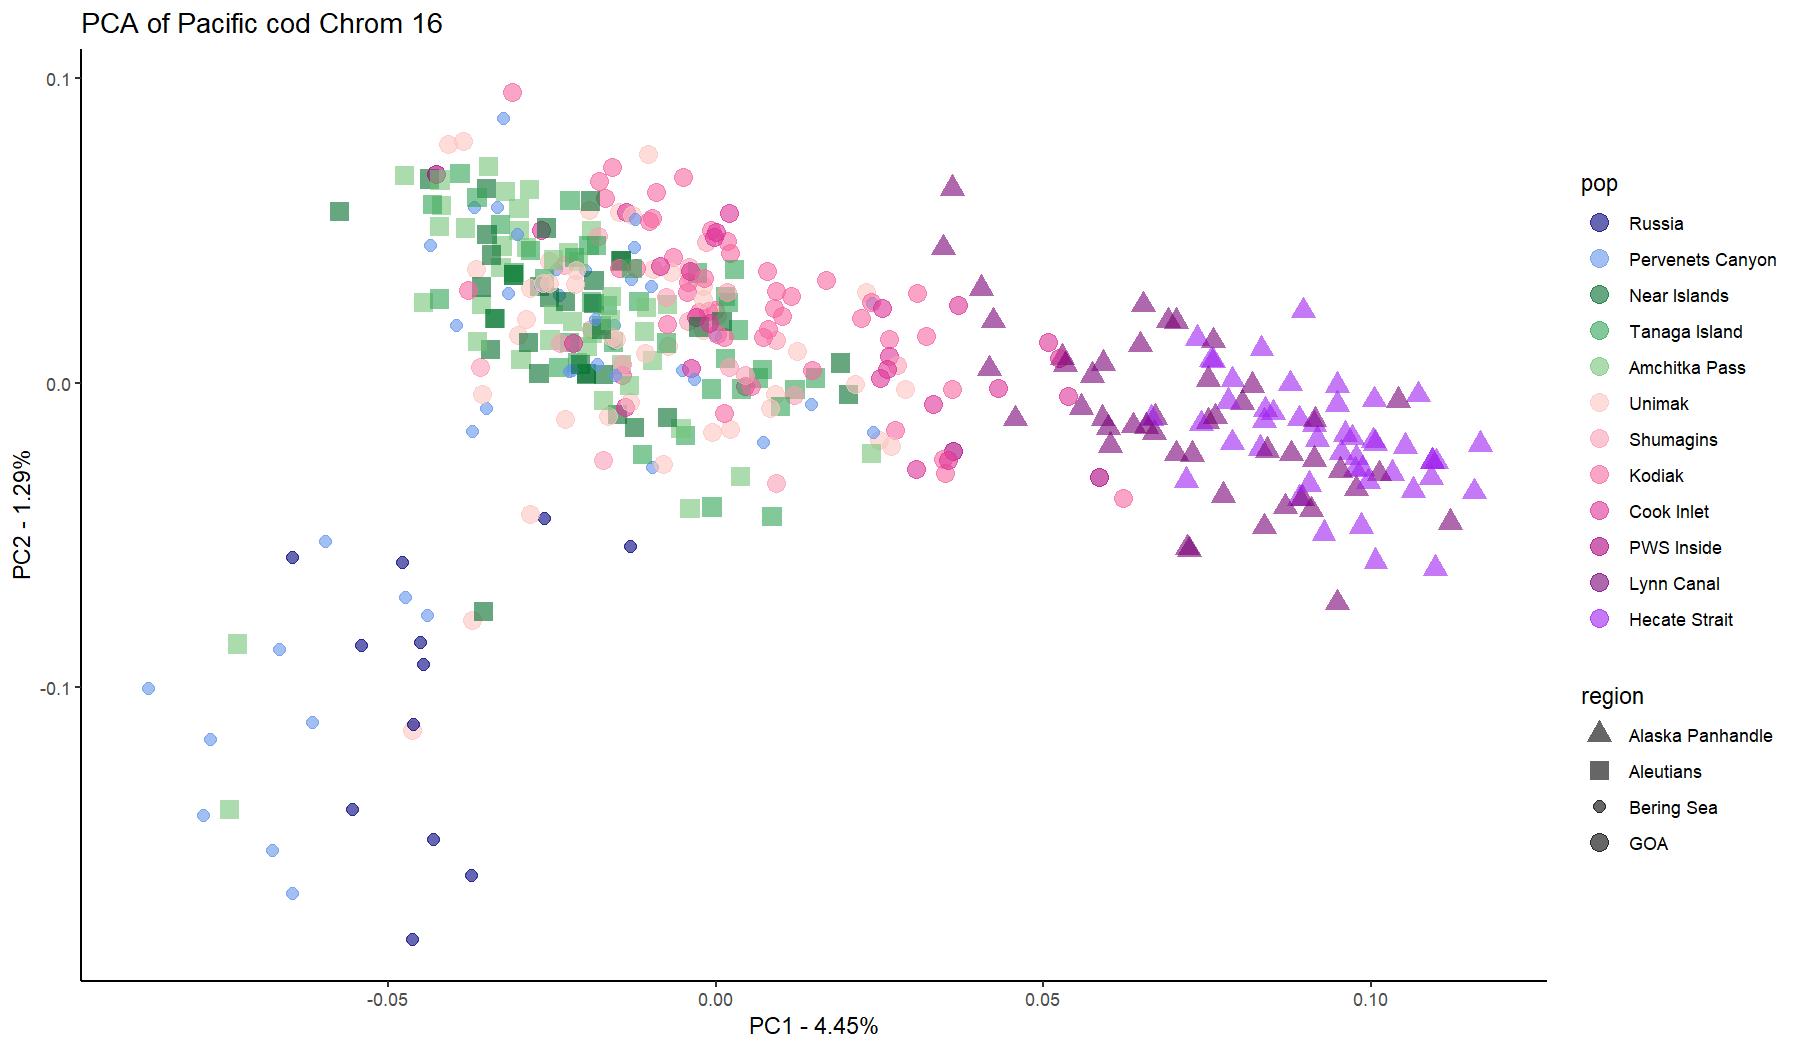 PCA of Pacific cod Chrom 16
0.1
0.0
-0.1
PC2 - 1.29%
-0.05
0.00
0.05
0.10
PC1 - 4.45%
pop
Russia
Pervenets Canyon
Near Islands
Tanaga Island
Amchitka Pass
Unimak
Shumagins
Kodiak
Cook Inlet
PWS Inside
Lynn Canal
Hecate Strait
region
Alaska Panhandle
Aleutians
Bering Sea
GOA